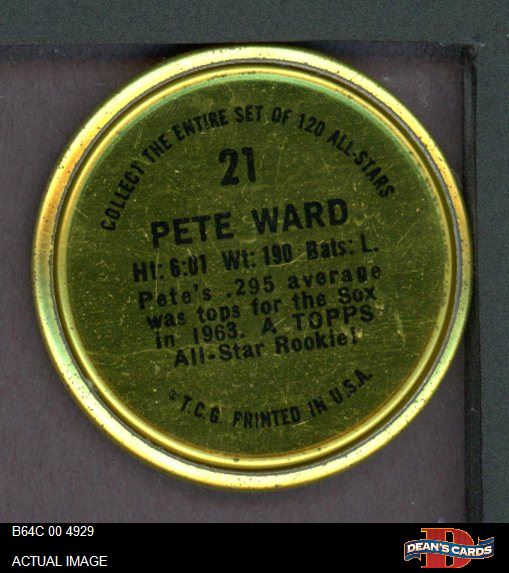 COLLECT THE ENTIRE SET OF 120 ALL-STARS
21
PETE WARD
Ht: 6:01 Wt: 190 Bats: L.
Pete's .295 average
was tops for the Sox
in 1963. A TOPPS
All-Star Rookie!
© T.C.G. PRINTED IN U.S.A.
B64C 00 4929
ACTUAL IMAGE
DEAN'S CARDS